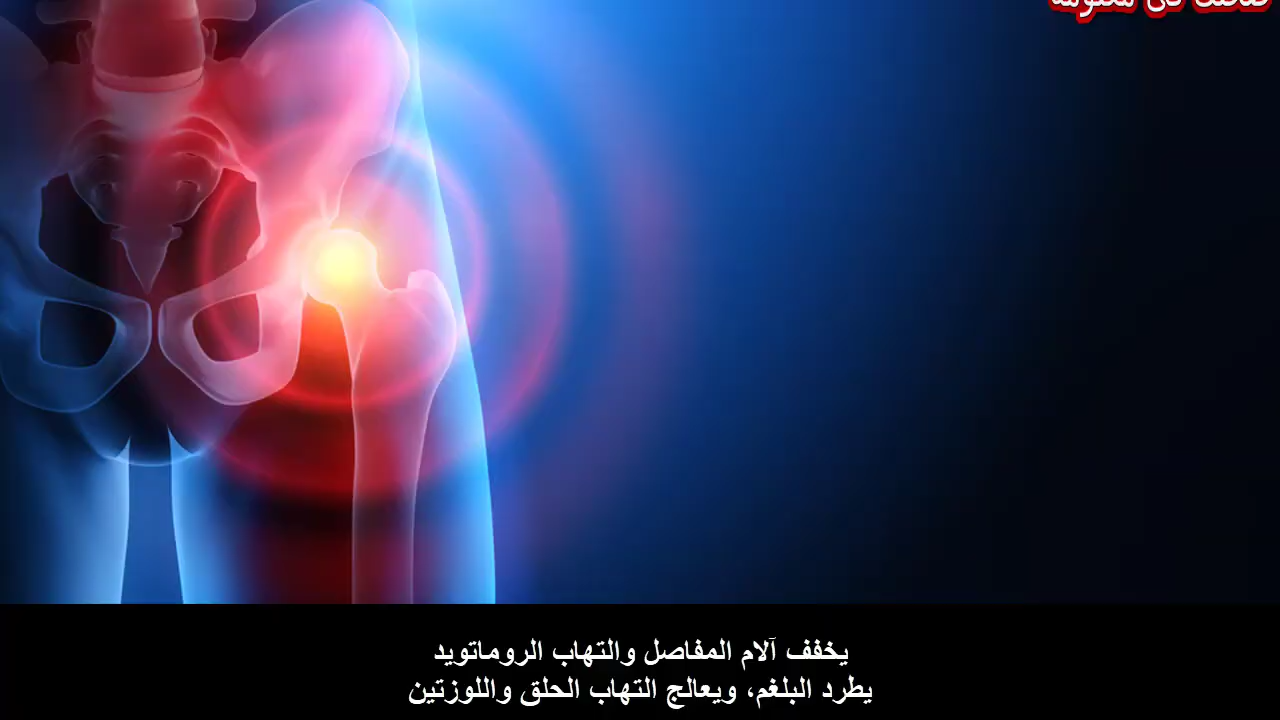 يخفف آلام المفاصل والتهاب الروماتويد
يطرد البلغم، ويعالج التهاب الحلق واللوزتين